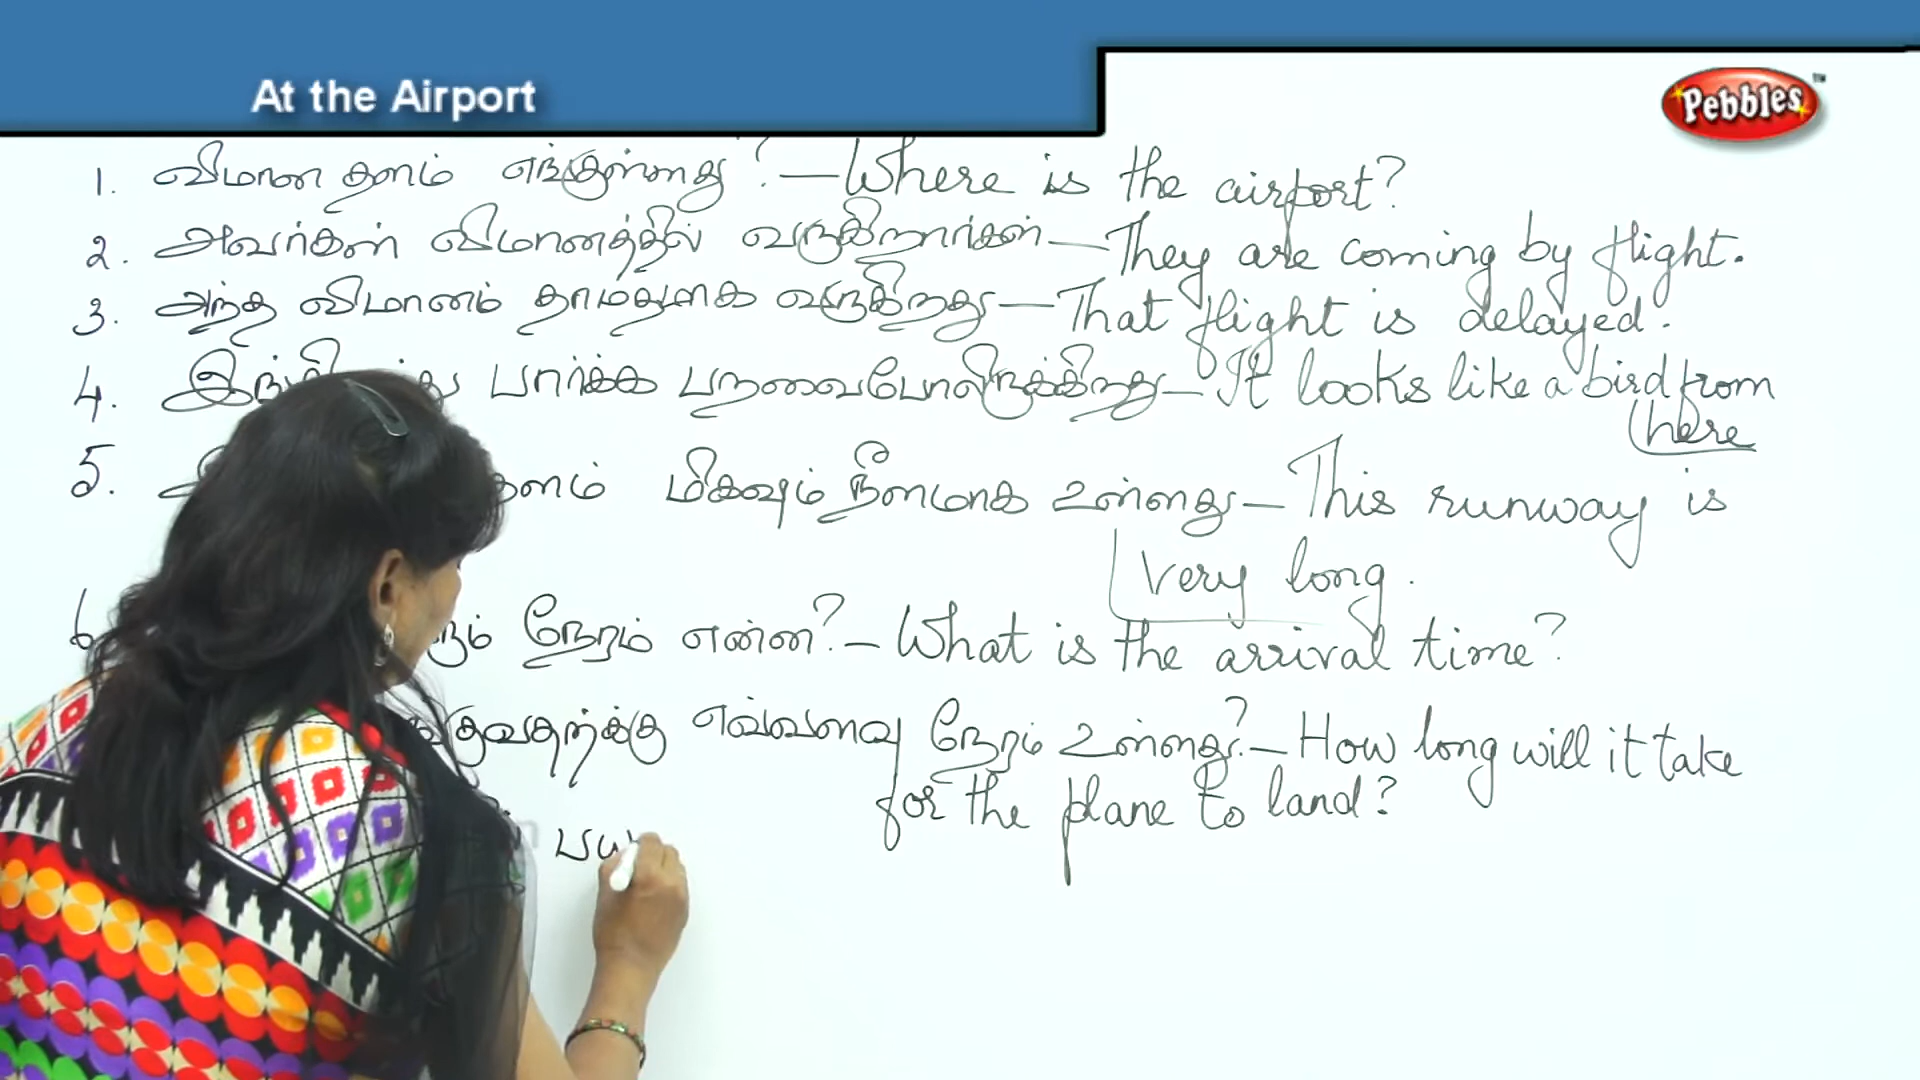 At the Airport
Pebbles™
1. விமான தளம் எங்குள்ளது? – Where is the airport?
2. அவர்கள் விமானத்தில் வருகிறார்கள் – They are coming by flight.
3. அந்த விமானம் தாமதமாக வருகிறது – That flight is delayed.
4. பார்க்க பறவைபோலிருக்கிறது – It looks like a bird from
here
5. மிகவும் நீளமாக உள்ளது – This runway is
very long.
6 நேரம் என்ன? – What is the arrival time?
எவ்வளவு நேரம் உள்ளது? – How long will it take
for the plane to land?